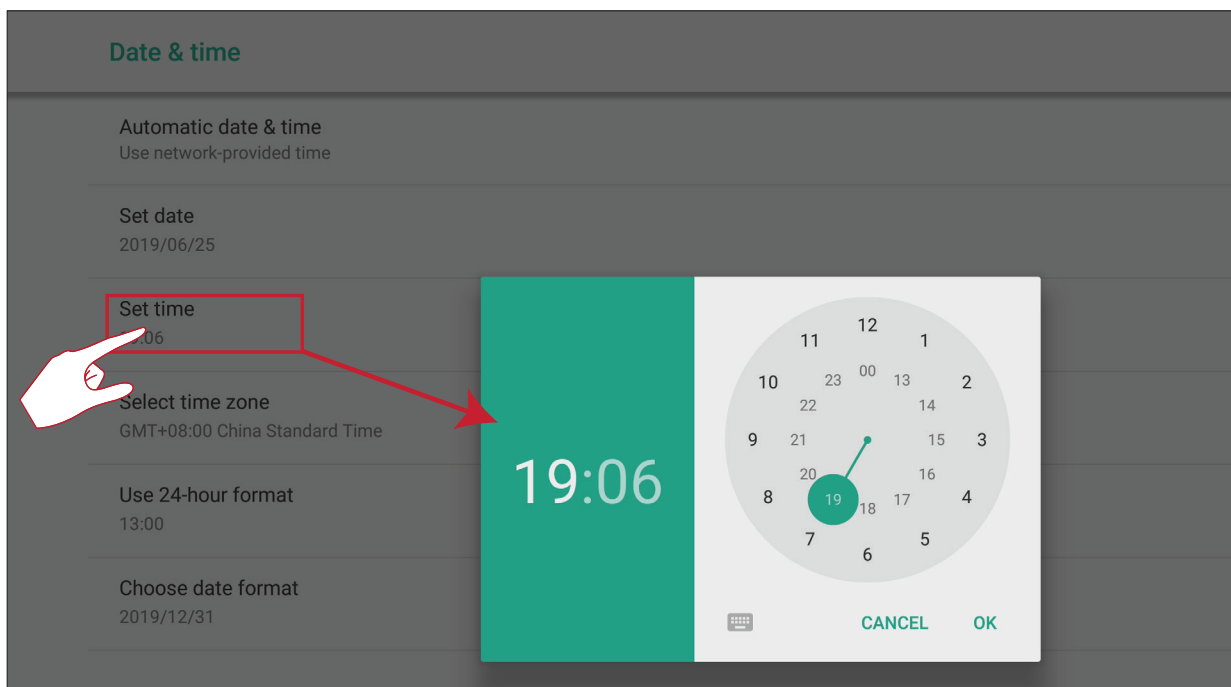 Date & time
Automatic date & time
Use network-provided time
Set date
2019/06/25
Set time
:06
Select time zone
GMT+08:00 China Standard Time
Use 24-hour format
13:00
Choose date format
2019/12/31
19:06
12
11
1
00
23
13
10
2
22
14
9
21
15
3
20
16
8
19
18
17
4
7
5
6
CANCEL
OK